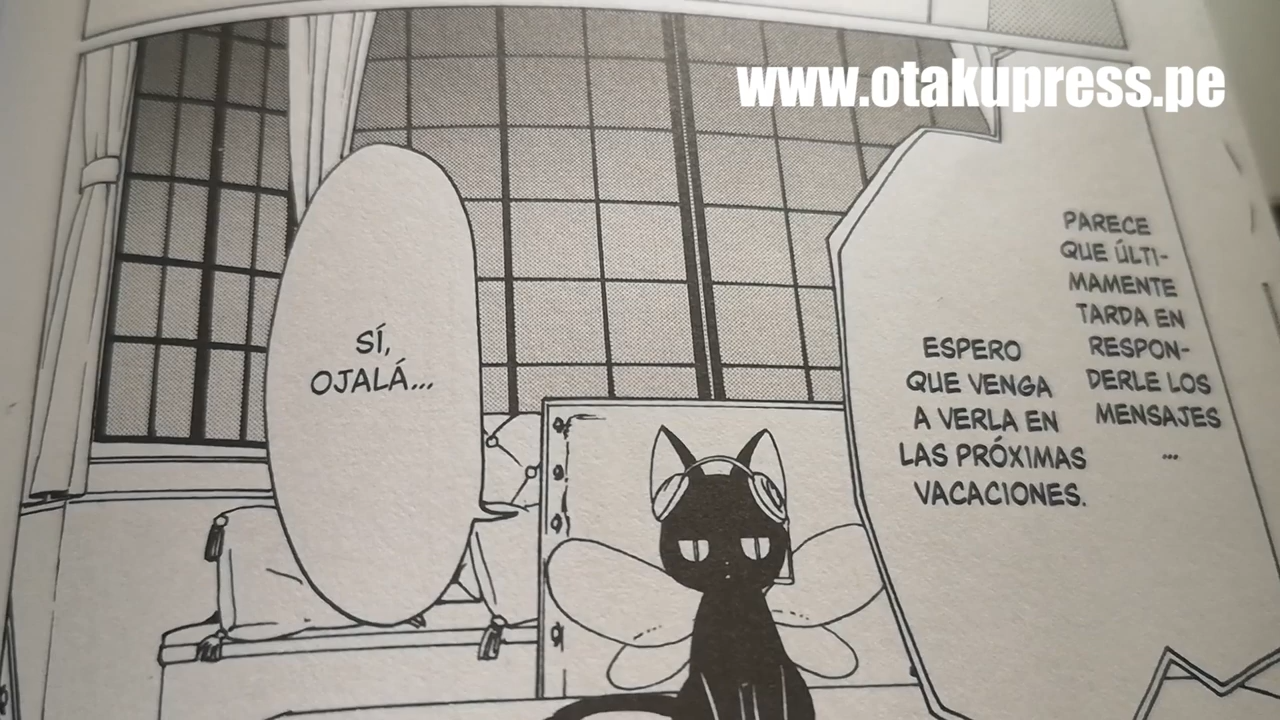 www.otakupress.pe
PARECE
QUE ÚLTI-
MAMENTE
TARDA EN
RESPON-
DERLE LOS
MENSAJES
...
ESPERO
QUE VENGA
A VERLA EN
LAS PRÓXIMAS
VACACIONES.
SÍ,
OJALÁ...